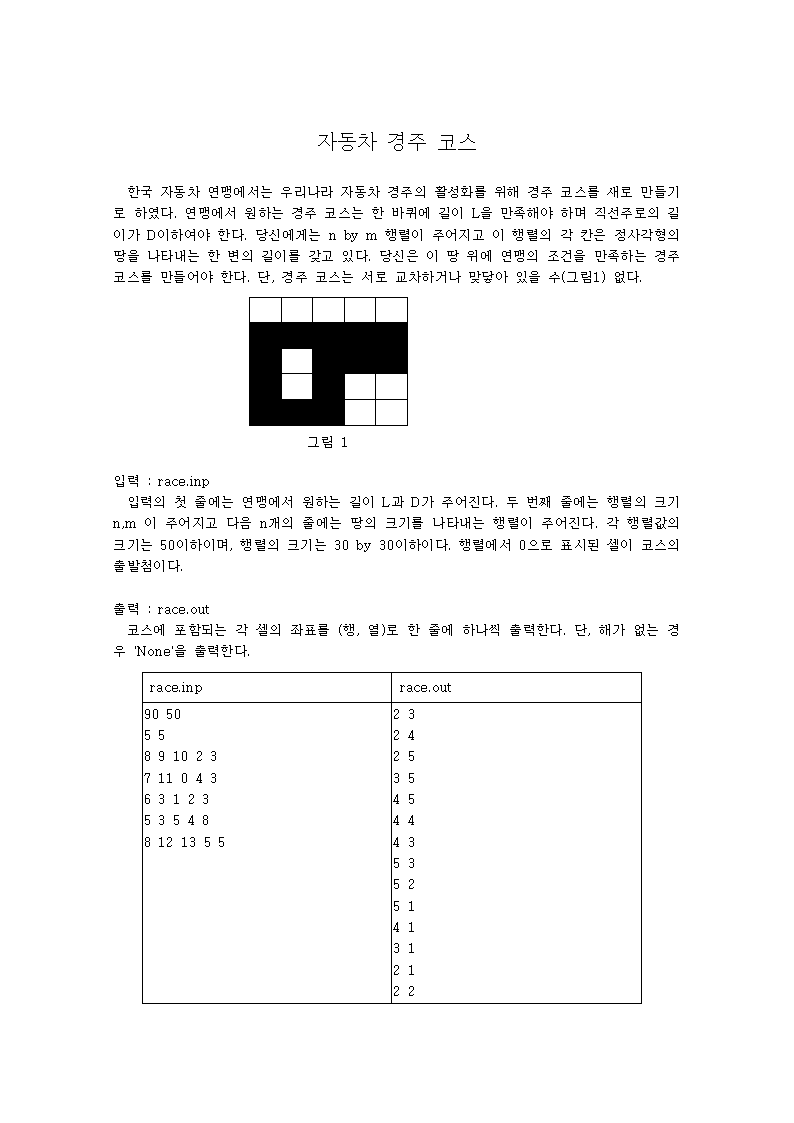 자동차 경주 코스
한국 자동차 연맹에서는 우리나라 자동차 경주의 활성화를 위해 경주 코스를 새로 만들기
로 하였다. 연맹에서 원하는 경주 코스는 한 바퀴에 길이 L을 만족해야 하며 직선주로의 길
이가 D이하여야 한다. 당신에게는 n by m 행렬이 주어지고 이 행렬의 각 칸은 정사각형의
땅을 나타내는 한 변의 길이를 갖고 있다. 당신은 이 땅 위에 연맹의 조건을 만족하는 경주
코스를 만들어야 한다. 단, 경주 코스는 서로 교차하거나 맞닿아 있을 수(그림1) 없다.
그림 1
입력 : race.inp
입력의 첫 줄에는 연맹에서 원하는 길이 L과 D가 주어진다. 두 번째 줄에는 행렬의 크기
n,m 이 주어지고 다음 n개의 줄에는 땅의 크기를 나타내는 행렬이 주어진다. 각 행렬값의
크기는 50이하이며, 행렬의 크기는 30 by 30이하이다. 행렬에서 0으로 표시된 셀이 코스의
출발첨이다.
출력 : race.out
코스에 포함되는 각 셀의 좌표를 (행, 열)로 한 줄에 하나씩 출력한다. 단, 해가 없는 경
우 'None'을 출력한다.
race.inp race.out
90 50 2 3
5 5 2 4
8 9 10 2 3 2 5
7 11 0 4 3 3 5
6 3 1 2 3 4 5
5 3 5 4 8 4 4
8 12 13 5 5 4 3
5 3
5 2
5 1
4 1
3 1
2 1
2 2